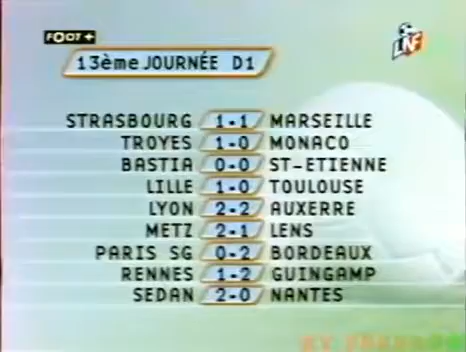 FOOT+
LNF
13ème JOURNÉE D1
STRASBOURG 1-1 MARSEILLE
TROYES 1-0 MONACO
BASTIA 0-0 ST-ETIENNE
LILLE 1-0 TOULOUSE
LYON 2-2 AUXERRE
METZ 2-1 LENS
PARIS SG 0-2 BORDEAUX
RENNES 1-2 GUINGAMP
SEDAN 2-0 NANTES